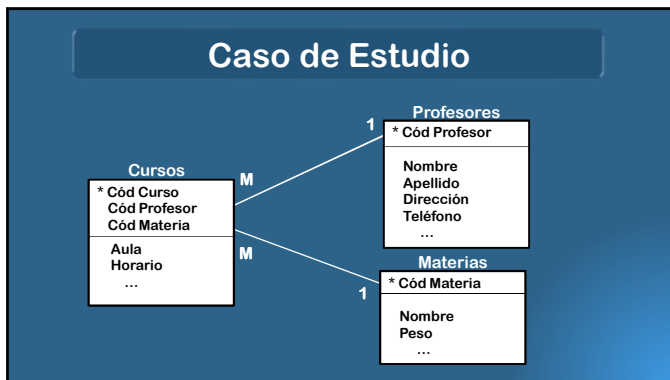 Caso de Estudio
Cursos
* Cód Curso
Cód Profesor
Cód Materia
Aula
Horario
...
M
M
1
1
Profesores
* Cód Profesor
Nombre
Apellido
Dirección
Teléfono
...
Materias
* Cód Materia
Nombre
Peso
...